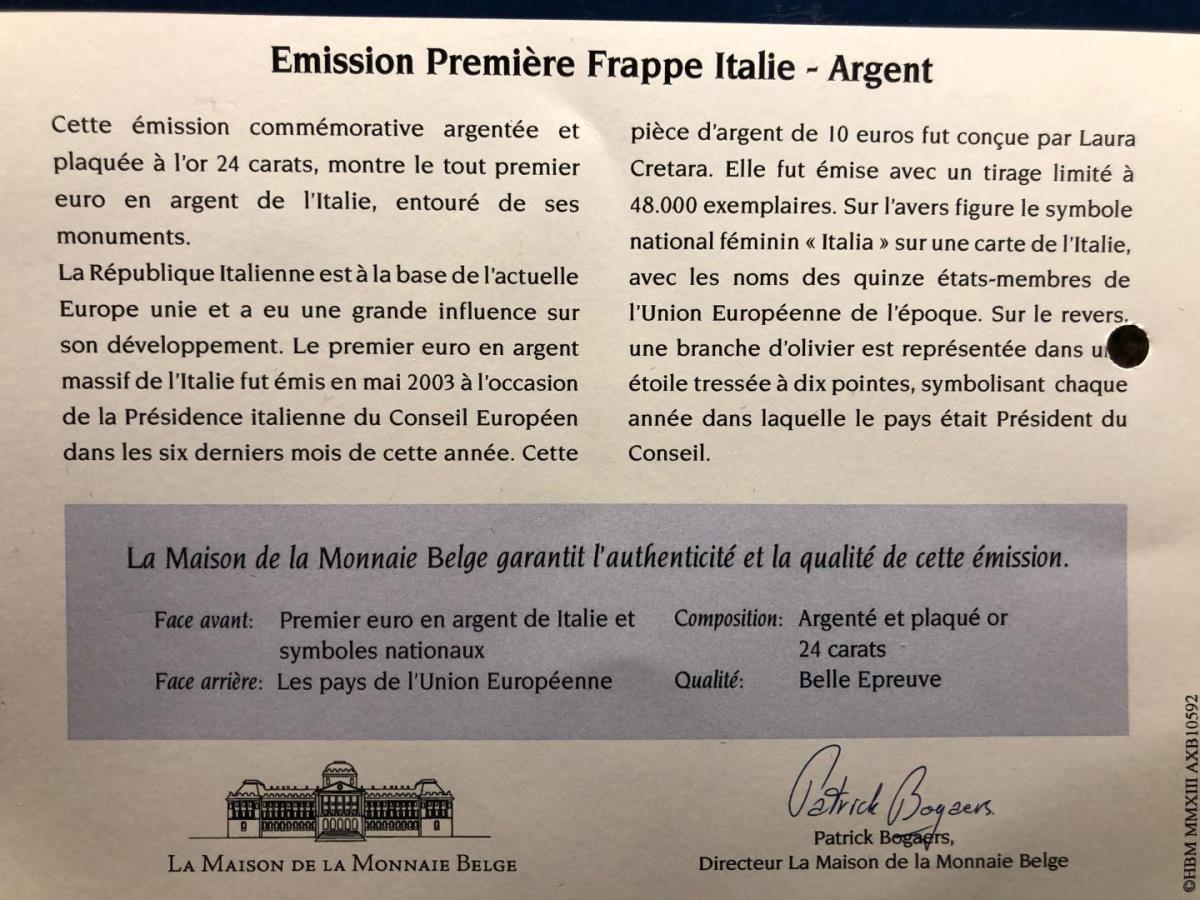 Emission Première Frappe Italie - Argent
Cette émission commémorative argentée et
plaquée à l'or 24 carats, montre le tout premier
euro en argent de l'Italie, entouré de ses
monuments.
La République Italienne est à la base de l'actuelle
Europe unie et a eu une grande influence sur
son développement. Le premier euro en argent
massif de l'Italie fut émis en mai 2003 à l'occasion
de la Présidence italienne du Conseil Européen
dans les six derniers mois de cette année. Cette
pièce d'argent de 10 euros fut conçue par Laura
Cretara. Elle fut émise avec un tirage limité à
48.000 exemplaires. Sur l'avers figure le symbole
national féminin « Italia » sur une carte de l'Italie,
avec les noms des quinze états-membres de
l'Union Européenne de l'époque. Sur le revers,
une branche d'olivier est représentée dans
étoile tressée à dix pointes, symbolisant chaque
année dans laquelle le pays était Président du
Conseil.
La Maison de la Monnaie Belge garantit l'authenticité et la qualité de cette émission.
Face avant: Premier euro en argent de Italie et
symboles nationaux
Face arrière: Les pays de l'Union Européenne
Composition: Argenté et plaqué or
24 carats
Qualité: Belle Epreuve
LA MAISON DE LA MONNAIE BELGE
Patrick Bogaers
Patrick Bogaers,
Directeur La Maison de la Monnaie Belge
©HBM MMXIII AXB10592